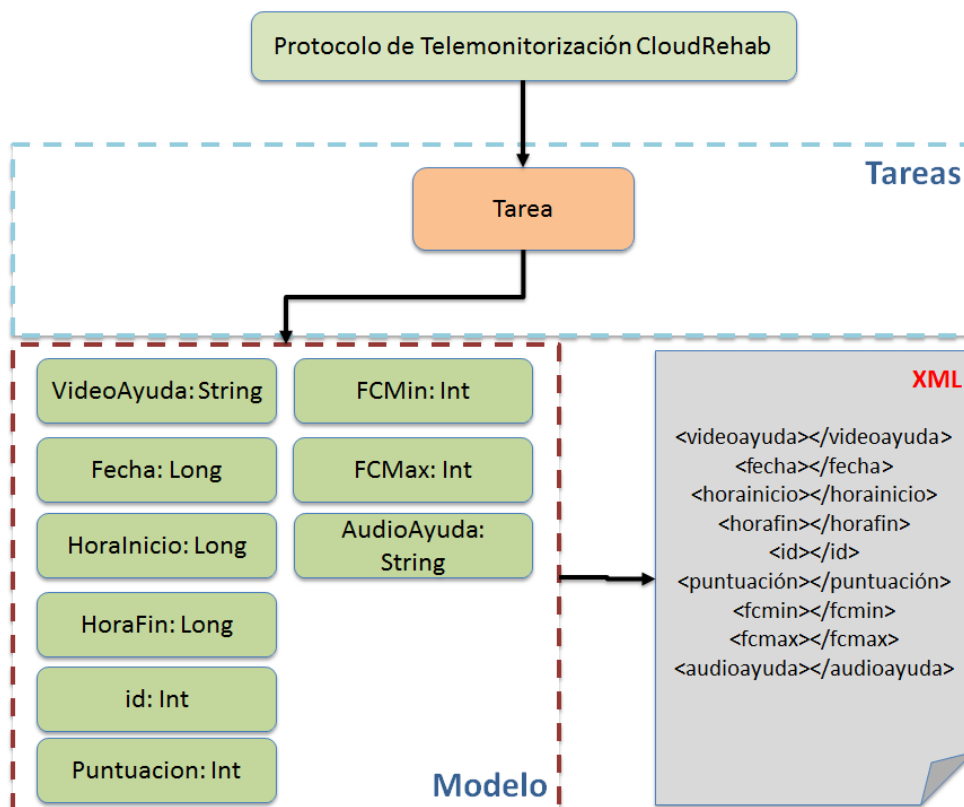 Protocolo de Telemonitorización CloudRehab
Tareas
Tarea
VideoAyuda: String
Fecha: Long
HoraInicio: Long
HoraFin: Long
id: Int
Puntuacion: Int
FCMin: Int
FCMax: Int
AudioAyuda:
String
Modelo
XML
<videoayuda></videoayuda>
<fecha></fecha>
<horainicio></horainicio>
<horafin></horafin>
<id></id>
<puntuación></puntuación>
<fcmin></fcmin>
<fcmax></fcmax>
<audioayuda></audioayuda>